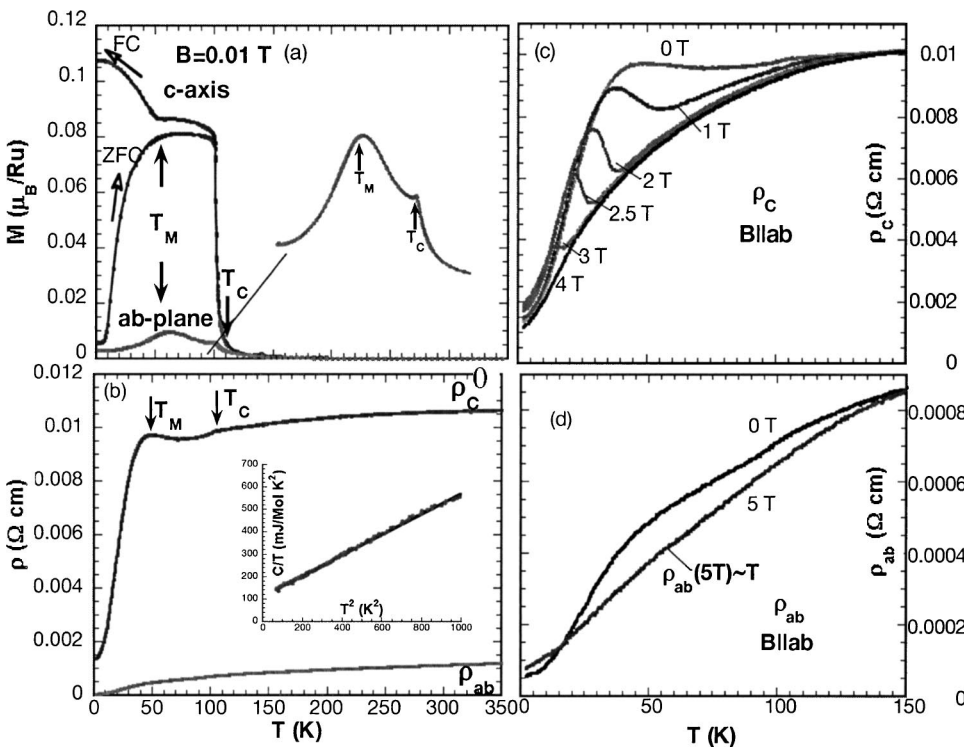 0.12
0.1
0.08
0.06
0.04
0.02
0
M (μB/Ru)
FC
B=0.01 T
(a)
c-axis
ZFC
TM
TC
ab-plane
TM
TC
0.012
0.01
0.008
0.006
0.004
0.002
0
ρ (Ω cm)
(b)
TM
TC
ρC
0
ρab
700
600
500
400
300
200
100
0
C/T (mJ/Mol K²)
0 200 400 600 800 1000
T² (K²)
0 50 100 150 200 250 300 350
T (K)
(c)
0 T
1 T
2 T
2.5 T
3 T
4 T
ρC
B||ab
0.01
0.008
0.006
0.004
0.002
0
ρC (Ω cm)
(d)
0 T
5 T
ρab(5T)~T
ρab
B||ab
0.0008
0.0006
0.0004
0.0002
0
ρab (Ω cm)
50 100 150
T (K)